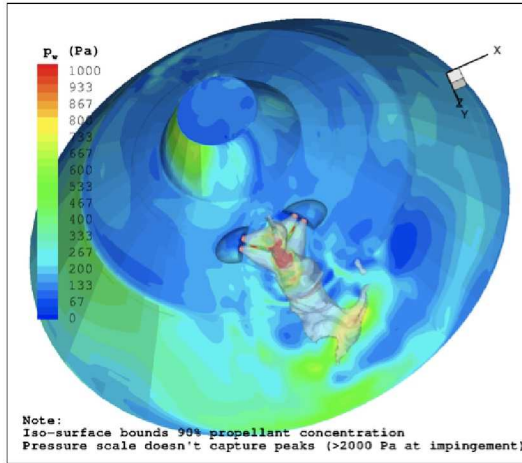 p_w (Pa)
1000
933
867
800
733
667
600
533
467
400
333
267
200
133
67
0
X
Z
Y
Note:
Iso-surface bounds 90% propellant concentration
Pressure scale doesn't capture peaks (>2000 Pa at impingement)